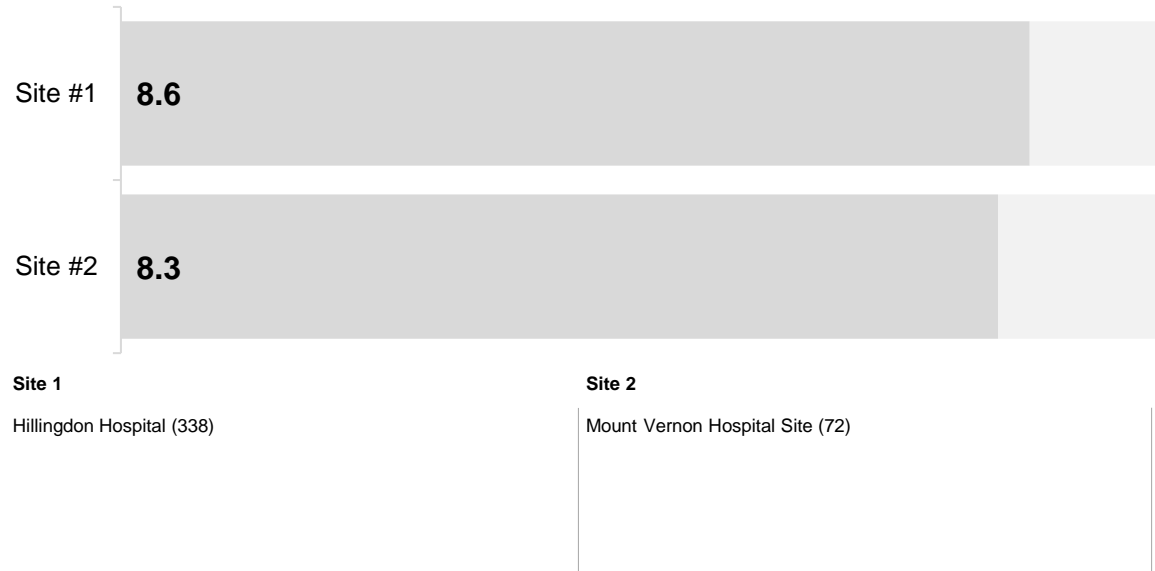 Site #1
8.6
Site #2
8.3
Site 1
Hillingdon Hospital (338)
Site 2
Mount Vernon Hospital Site (72)